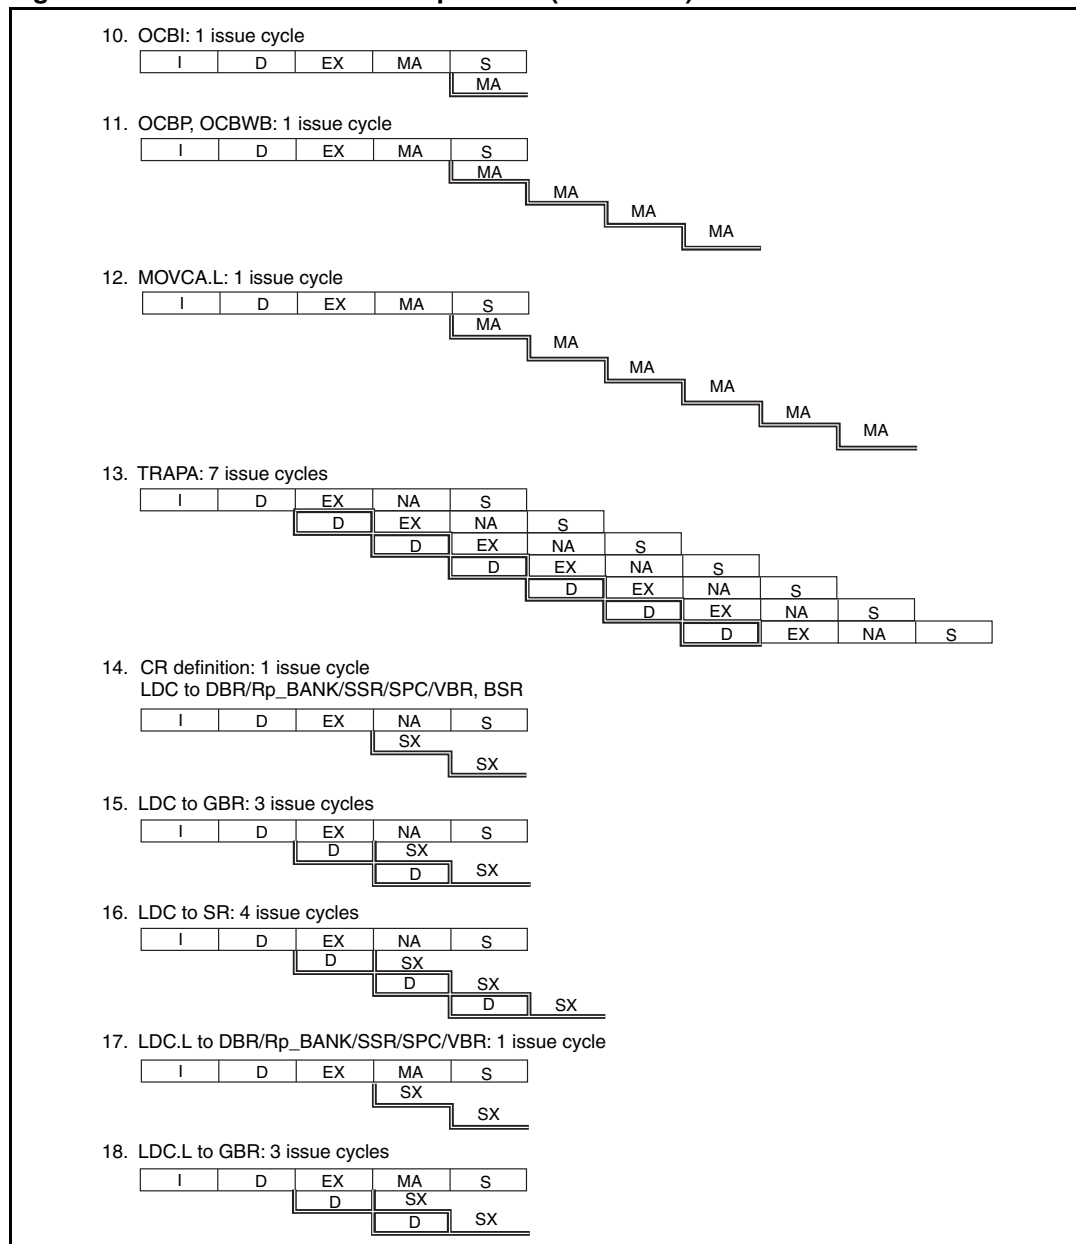 10. OCBI: 1 issue cycle
I D EX MA S
MA
11. OCBP, OCBWB: 1 issue cycle
I D EX MA S
MA
MA
MA
MA
12. MOVCA.L: 1 issue cycle
I D EX MA S
MA
MA
MA
MA
MA
MA
13. TRAPA: 7 issue cycles
I D EX NA S
D EX NA S
D EX NA S
D EX NA S
D EX NA S
D EX NA S
D EX NA S
14. CR definition: 1 issue cycle
LDC to DBR/Rp_BANK/SSR/SPC/VBR, BSR
I D EX NA S
SX
SX
15. LDC to GBR: 3 issue cycles
I D EX NA S
D SX
D SX
16. LDC to SR: 4 issue cycles
I D EX NA S
D SX
D SX
D SX
17. LDC.L to DBR/Rp_BANK/SSR/SPC/VBR: 1 issue cycle
I D EX MA S
SX
SX
18. LDC.L to GBR: 3 issue cycles
I D EX MA S
D SX
D SX